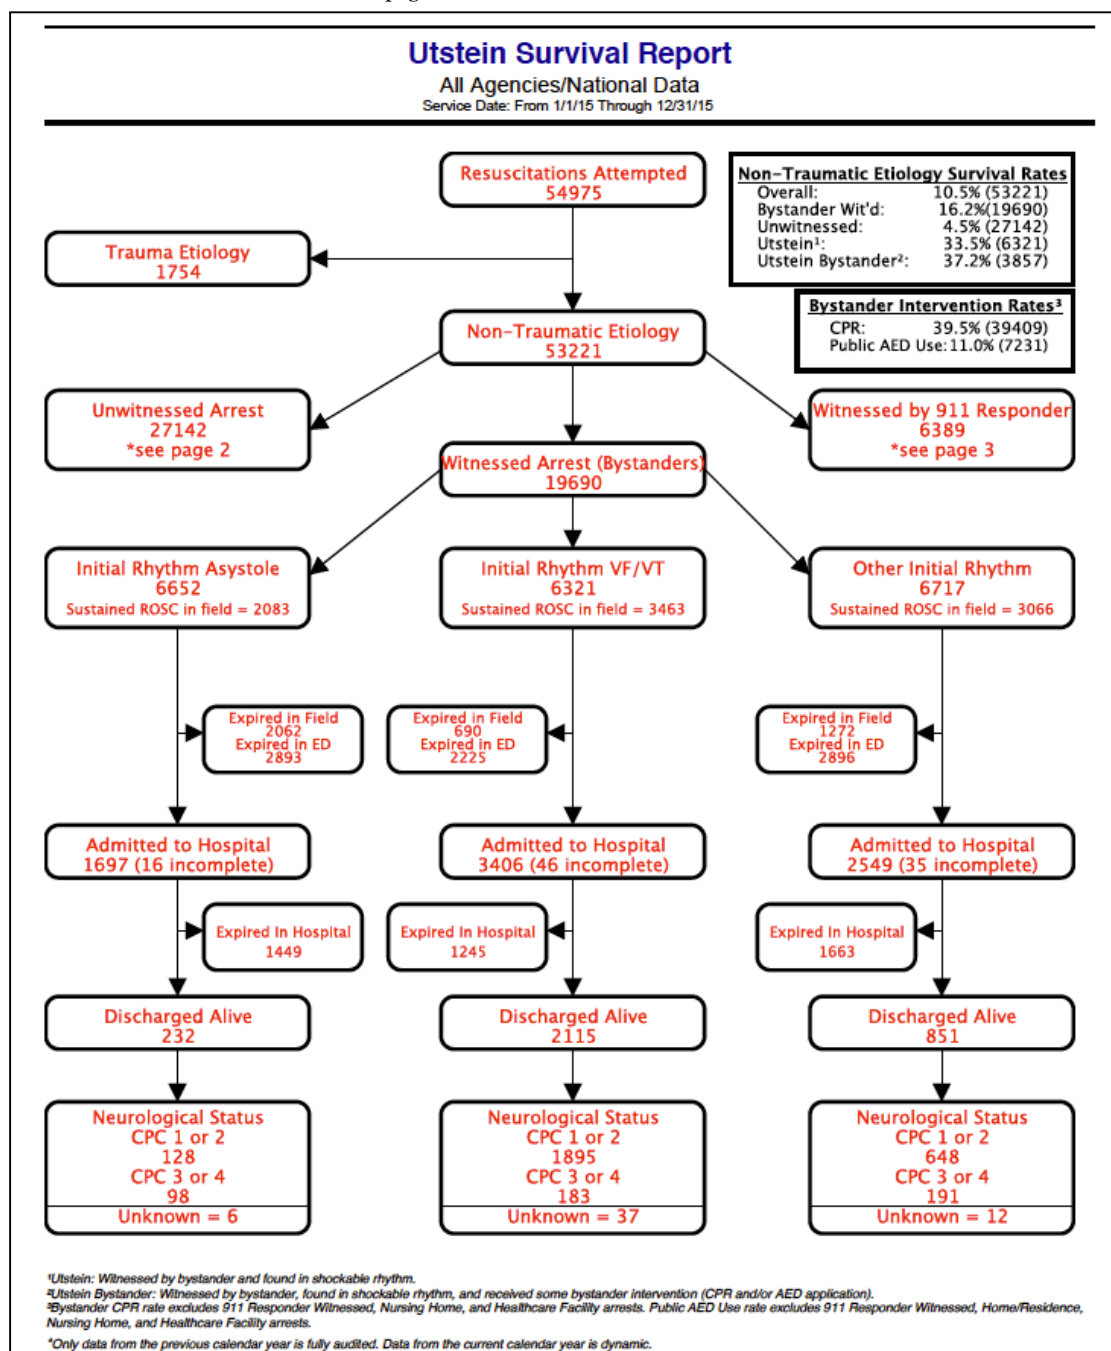 page
Utstein Survival Report
All Agencies/National Data
Service Date: From 1/1/15 Through 12/31/15
Resuscitations Attempted
54975
Non-Traumatic Etiology Survival Rates
Overall: 10.5% (53221)
Bystander Wit'd: 16.2%(19690)
Unwitnessed: 4.5% (27142)
Utstein¹: 33.5% (6321)
Utstein Bystander²: 37.2% (3857)
Trauma Etiology
1754
Bystander Intervention Rates³
CPR: 39.5% (39409)
Public AED Use: 11.0% (7231)
Non-Traumatic Etiology
53221
Unwitnessed Arrest
27142
*see page 2
Witnessed by 911 Responder
6389
*see page 3
Witnessed Arrest (Bystanders)
19690
Initial Rhythm Asystole
6652
Sustained ROSC in field = 2083
Initial Rhythm VF/VT
6321
Sustained ROSC in field = 3463
Other Initial Rhythm
6717
Sustained ROSC in field = 3066
Expired in Field
2062
Expired in ED
2893
Expired in Field
690
Expired in ED
2225
Expired in Field
1272
Expired in ED
2896
Admitted to Hospital
1697 (16 incomplete)
Admitted to Hospital
3406 (46 incomplete)
Admitted to Hospital
2549 (35 incomplete)
Expired In Hospital
1449
Expired In Hospital
1245
Expired In Hospital
1663
Discharged Alive
232
Discharged Alive
2115
Discharged Alive
851
Neurological Status
CPC 1 or 2
128
CPC 3 or 4
98
Unknown = 6
Neurological Status
CPC 1 or 2
1895
CPC 3 or 4
183
Unknown = 37
Neurological Status
CPC 1 or 2
648
CPC 3 or 4
191
Unknown = 12
¹Utstein: Witnessed by bystander and found in shockable rhythm.
²Utstein Bystander: Witnessed by bystander, found in shockable rhythm, and received some bystander intervention (CPR and/or AED application).
³Bystander CPR rate excludes 911 Responder Witnessed, Nursing Home, and Healthcare Facility arrests. Public AED Use rate excludes 911 Responder Witnessed, Home/Residence,
Nursing Home, and Healthcare Facility arrests.
*Only data from the previous calendar year is fully audited. Data from the current calendar year is dynamic.